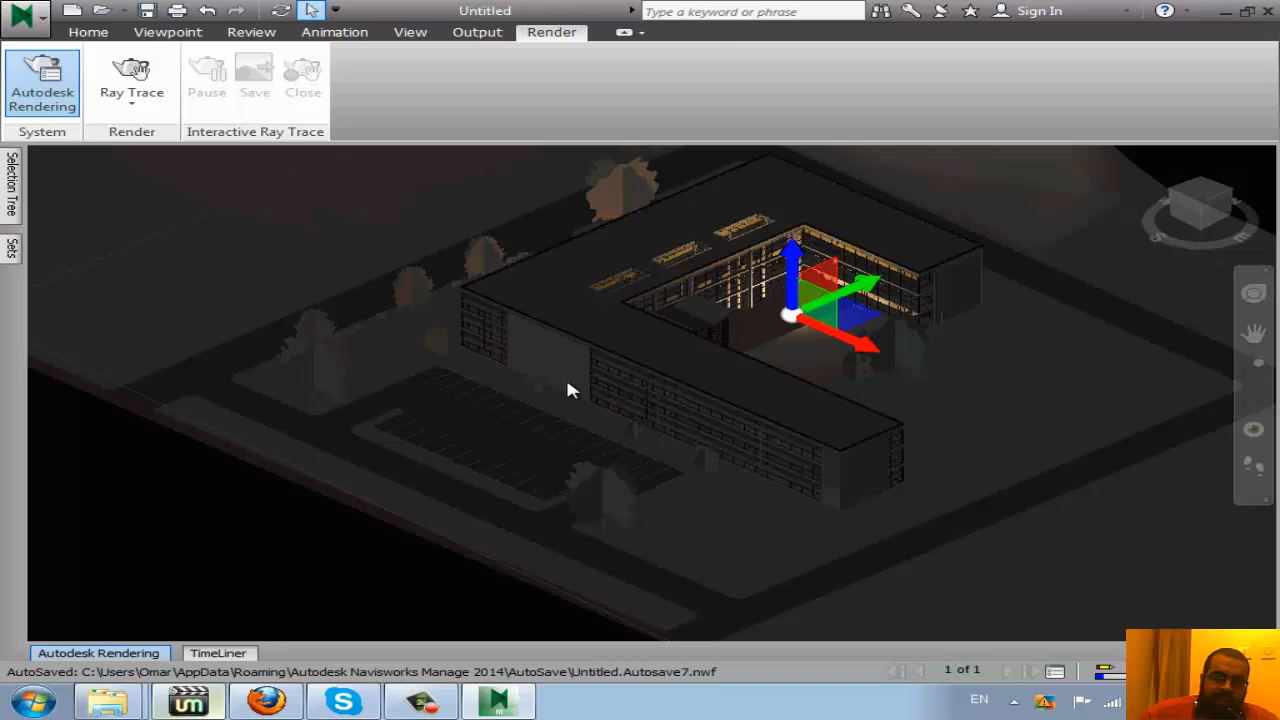 Untitled
Type a keyword or phrase
Sign In
Home Viewpoint Review Animation View Output Render
Autodesk Rendering
Ray Trace
Pause Save Close
System Render Interactive Ray Trace
Selection Tree
Sets
S E
Autodesk Rendering TimeLiner
AutoSaved: C:\Users\Omar\AppData\Roaming\Autodesk Navisworks Manage 2014\AutoSave\Untitled.Autosave7.nwf
1 of 1
um
m
EN